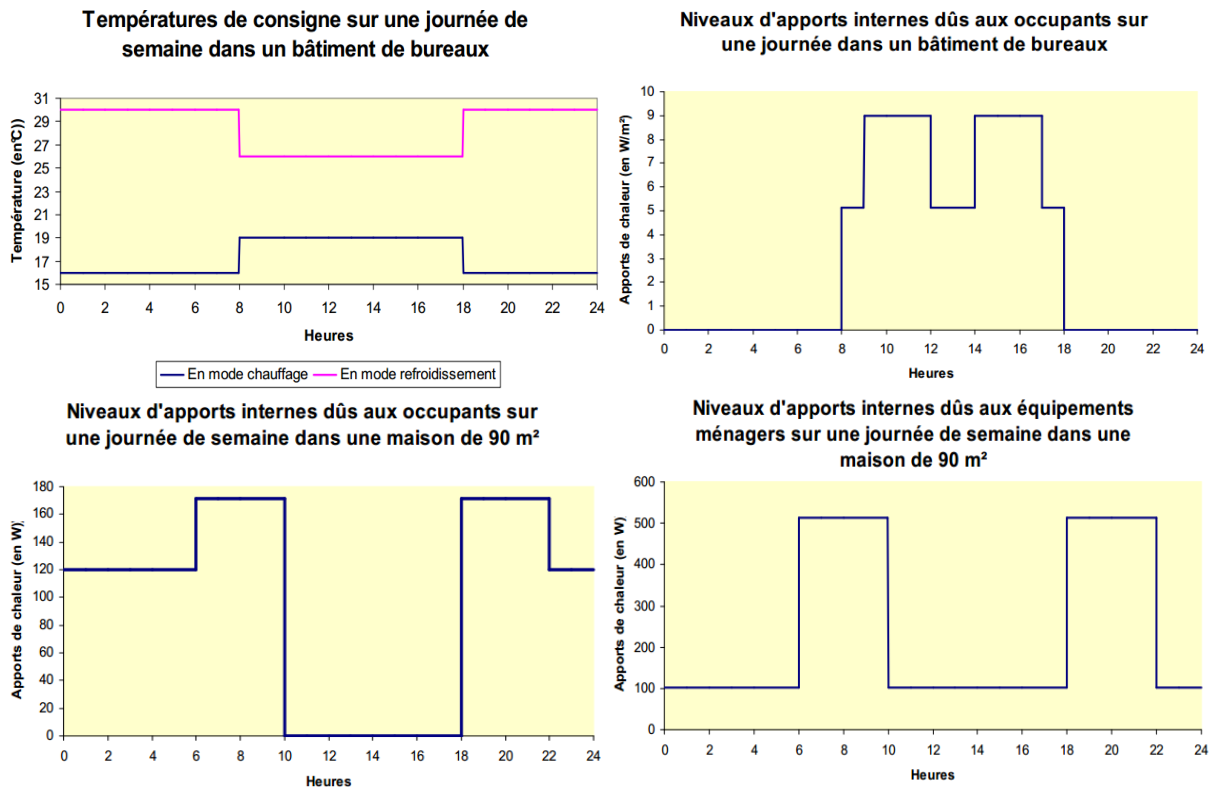 Températures de consigne sur une journée de
semaine dans un bâtiment de bureaux
Température (en°C))
31
29
27
25
23
21
19
17
15
0 2 4 6 8 10 12 14 16 18 20 22 24
Heures
En mode chauffage En mode refroidissement
Niveaux d'apports internes dûs aux occupants sur
une journée dans un bâtiment de bureaux
Apports de chaleur (en W/m²)
10
9
8
7
6
5
4
3
2
1
0
0 2 4 6 8 10 12 14 16 18 20 22 24
Heures
Niveaux d'apports internes dûs aux occupants sur
une journée de semaine dans une maison de 90 m²
Apports de chaleur (en W)
180
160
140
120
100
80
60
40
20
0
0 2 4 6 8 10 12 14 16 18 20 22 24
Heures
Niveaux d'apports internes dûs aux équipements
ménagers sur une journée de semaine dans une
maison de 90 m²
Apports de chaleur (en W)
600
500
400
300
200
100
0
0 2 4 6 8 10 12 14 16 18 20 22 24
Heures